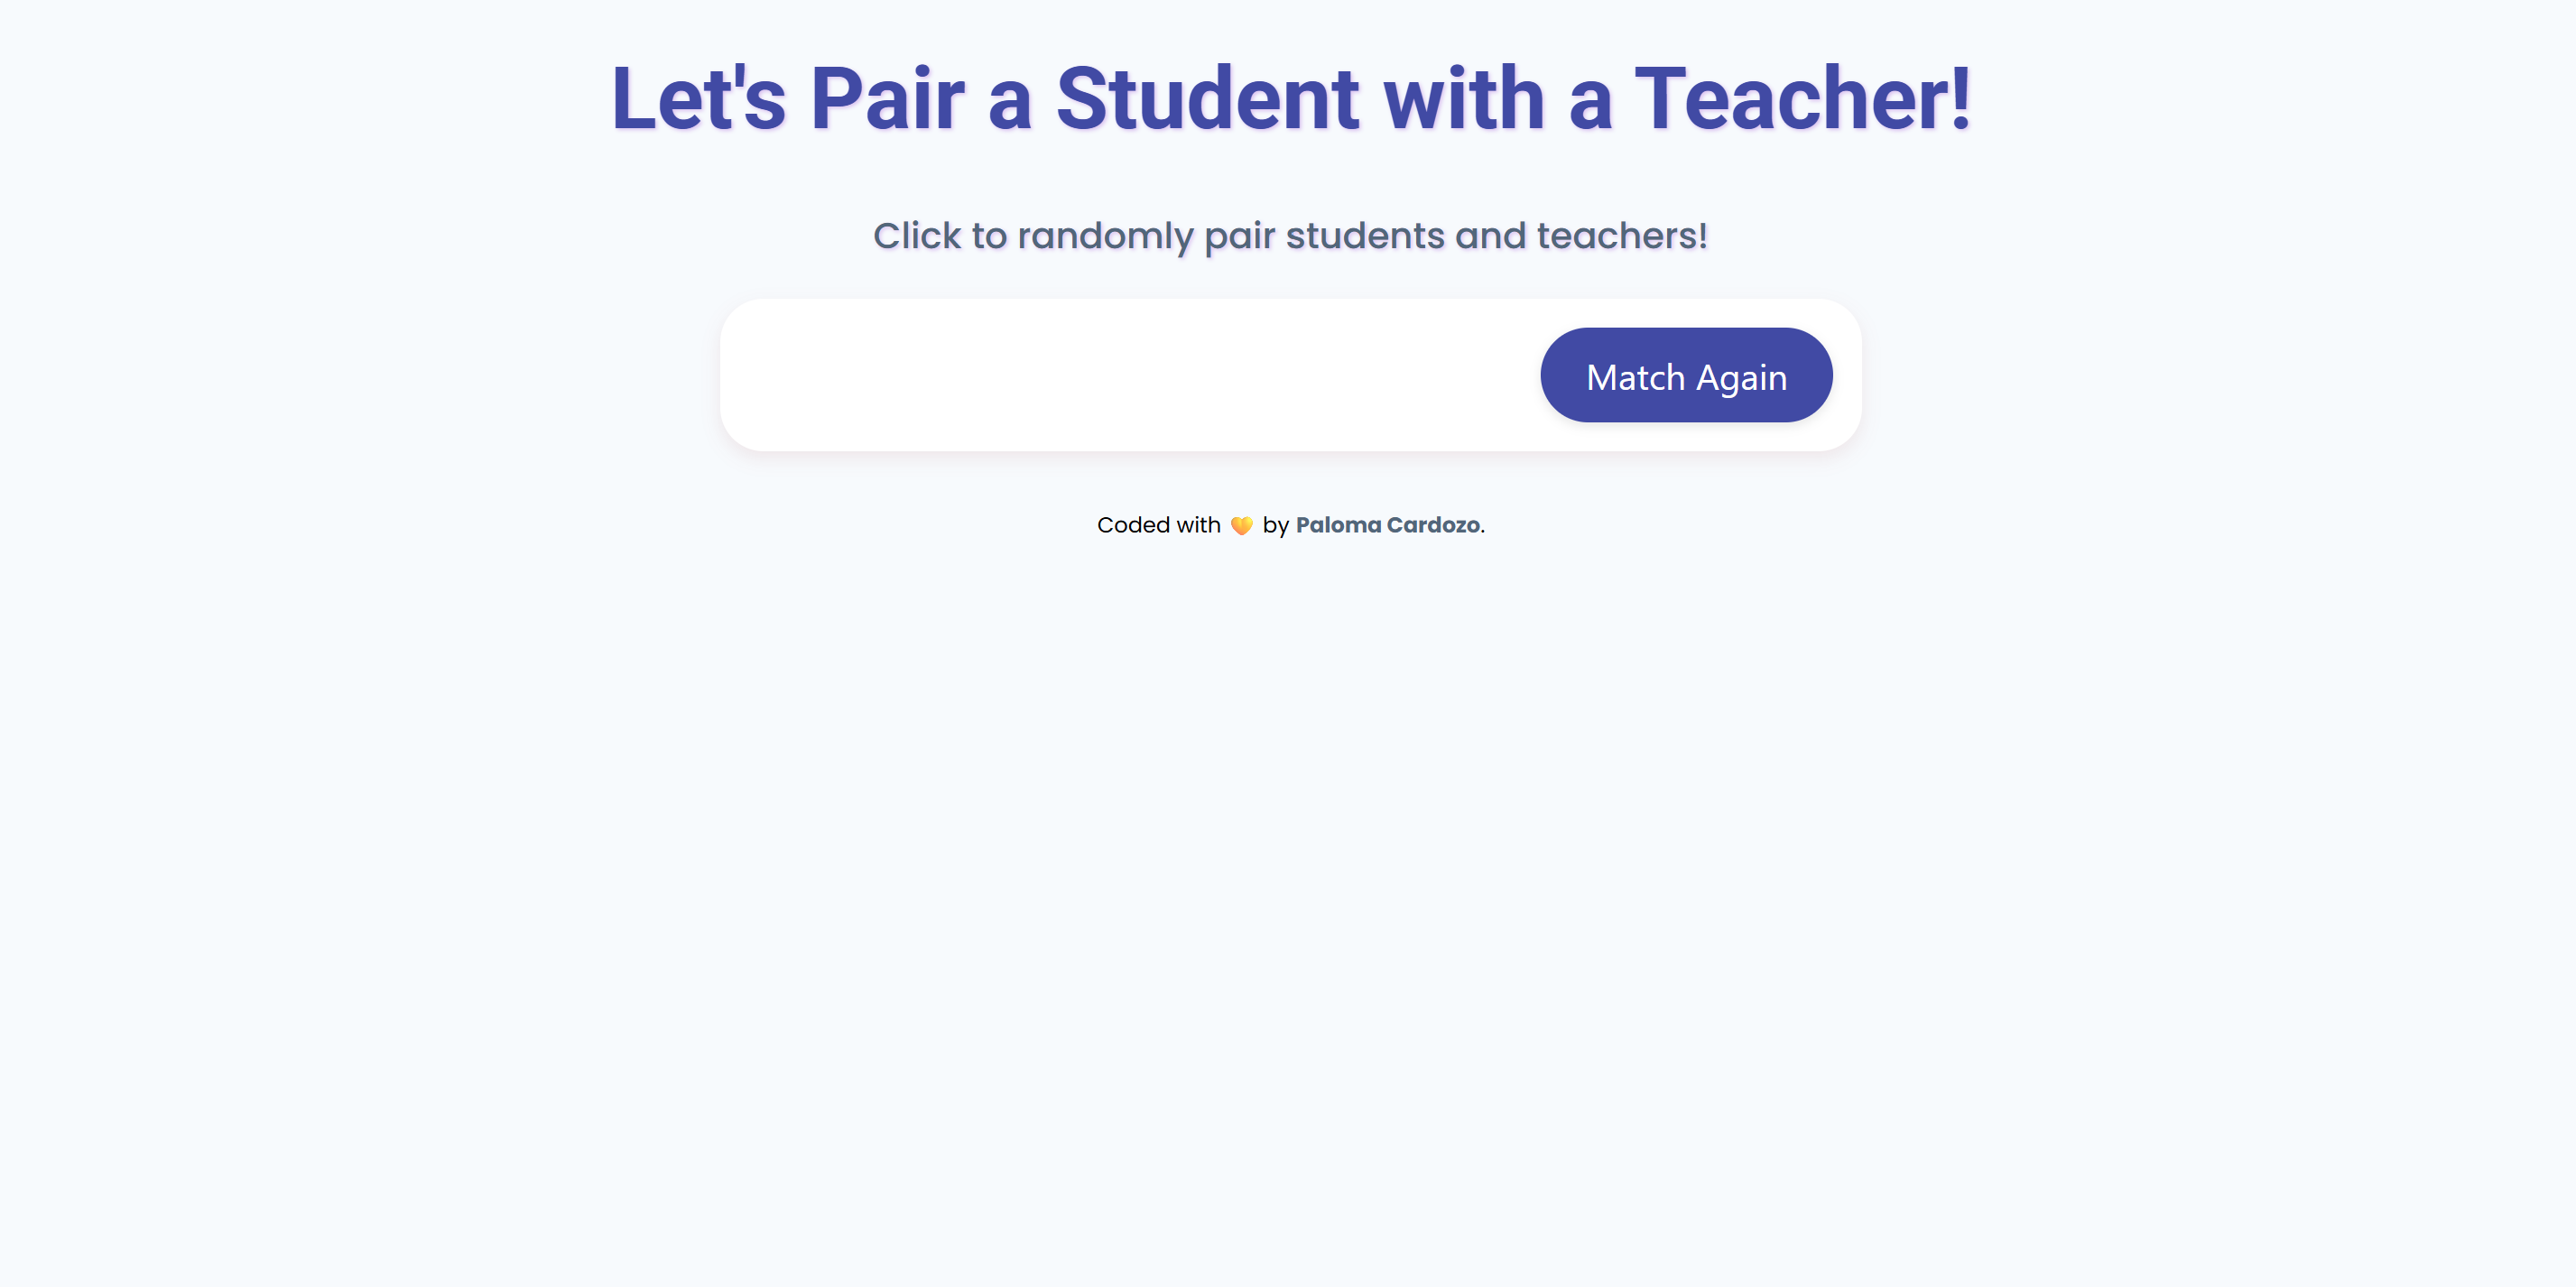 Let's Pair a Student with a Teacher!
Click to randomly pair students and teachers!
Match Again
Coded with 💛 by Paloma Cardozo.